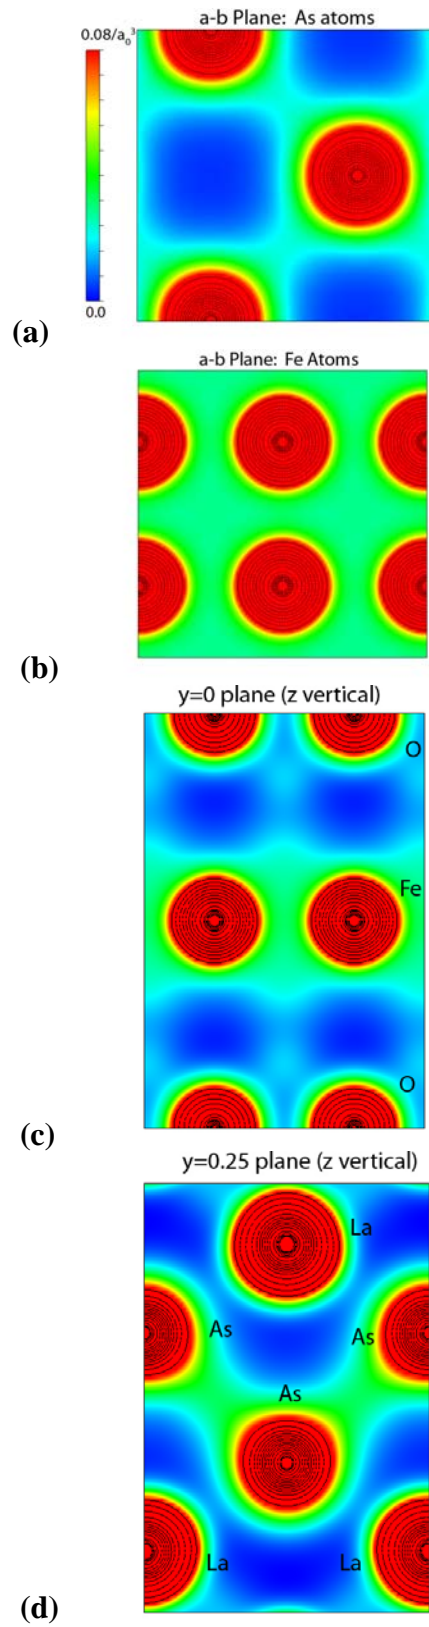 a-b Plane: As atoms
0.08/a₀³
0.0
(a)
a-b Plane: Fe Atoms
(b)
y=0 plane (z vertical)
O
Fe
O
(c)
y=0.25 plane (z vertical)
La
As
As
As
La
La
(d)